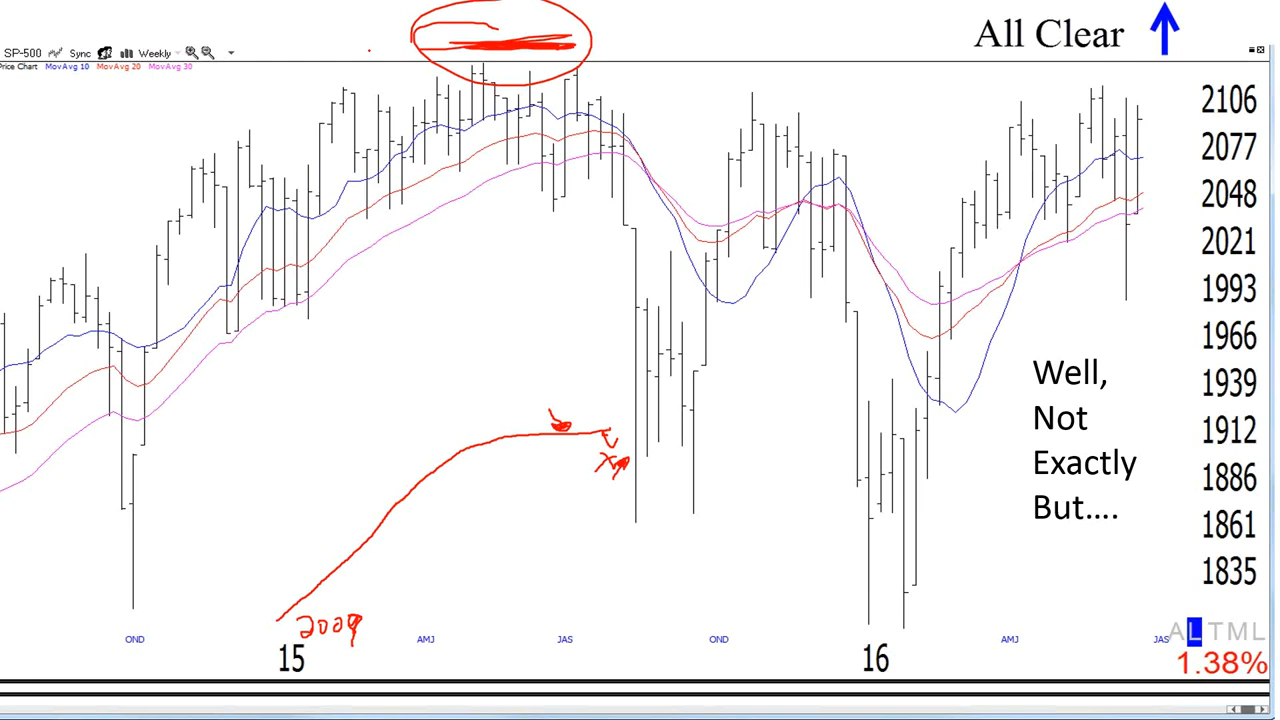 All Clear
SP-500 Sync Weekly
Price Chart MovAvg 10 MovAvg 20 MovAvg 30
2106
2077
2048
2021
1993
1966
1939
1912
1886
1861
1835
Well,
Not
Exactly
But....
2009
OND AMJ JAS OND AMJ JAS
15 16
ALTML
1.38%